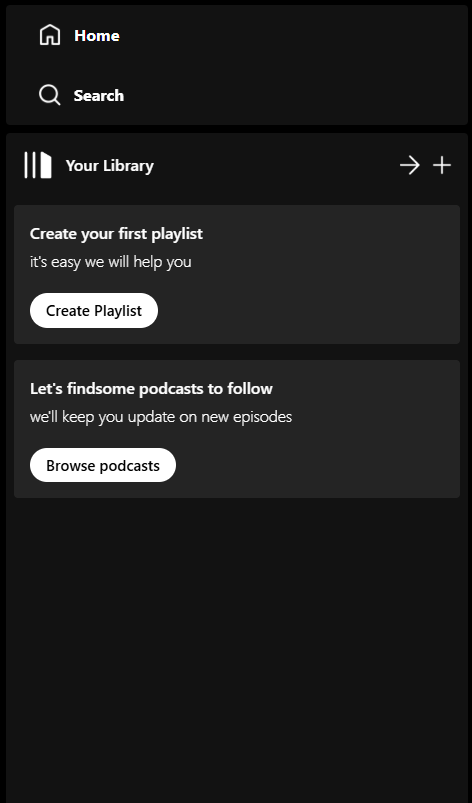 Home
Search
Your Library
Create your first playlist
it's easy we will help you
Create Playlist
Let's findsome podcasts to follow
we'll keep you update on new episodes
Browse podcasts